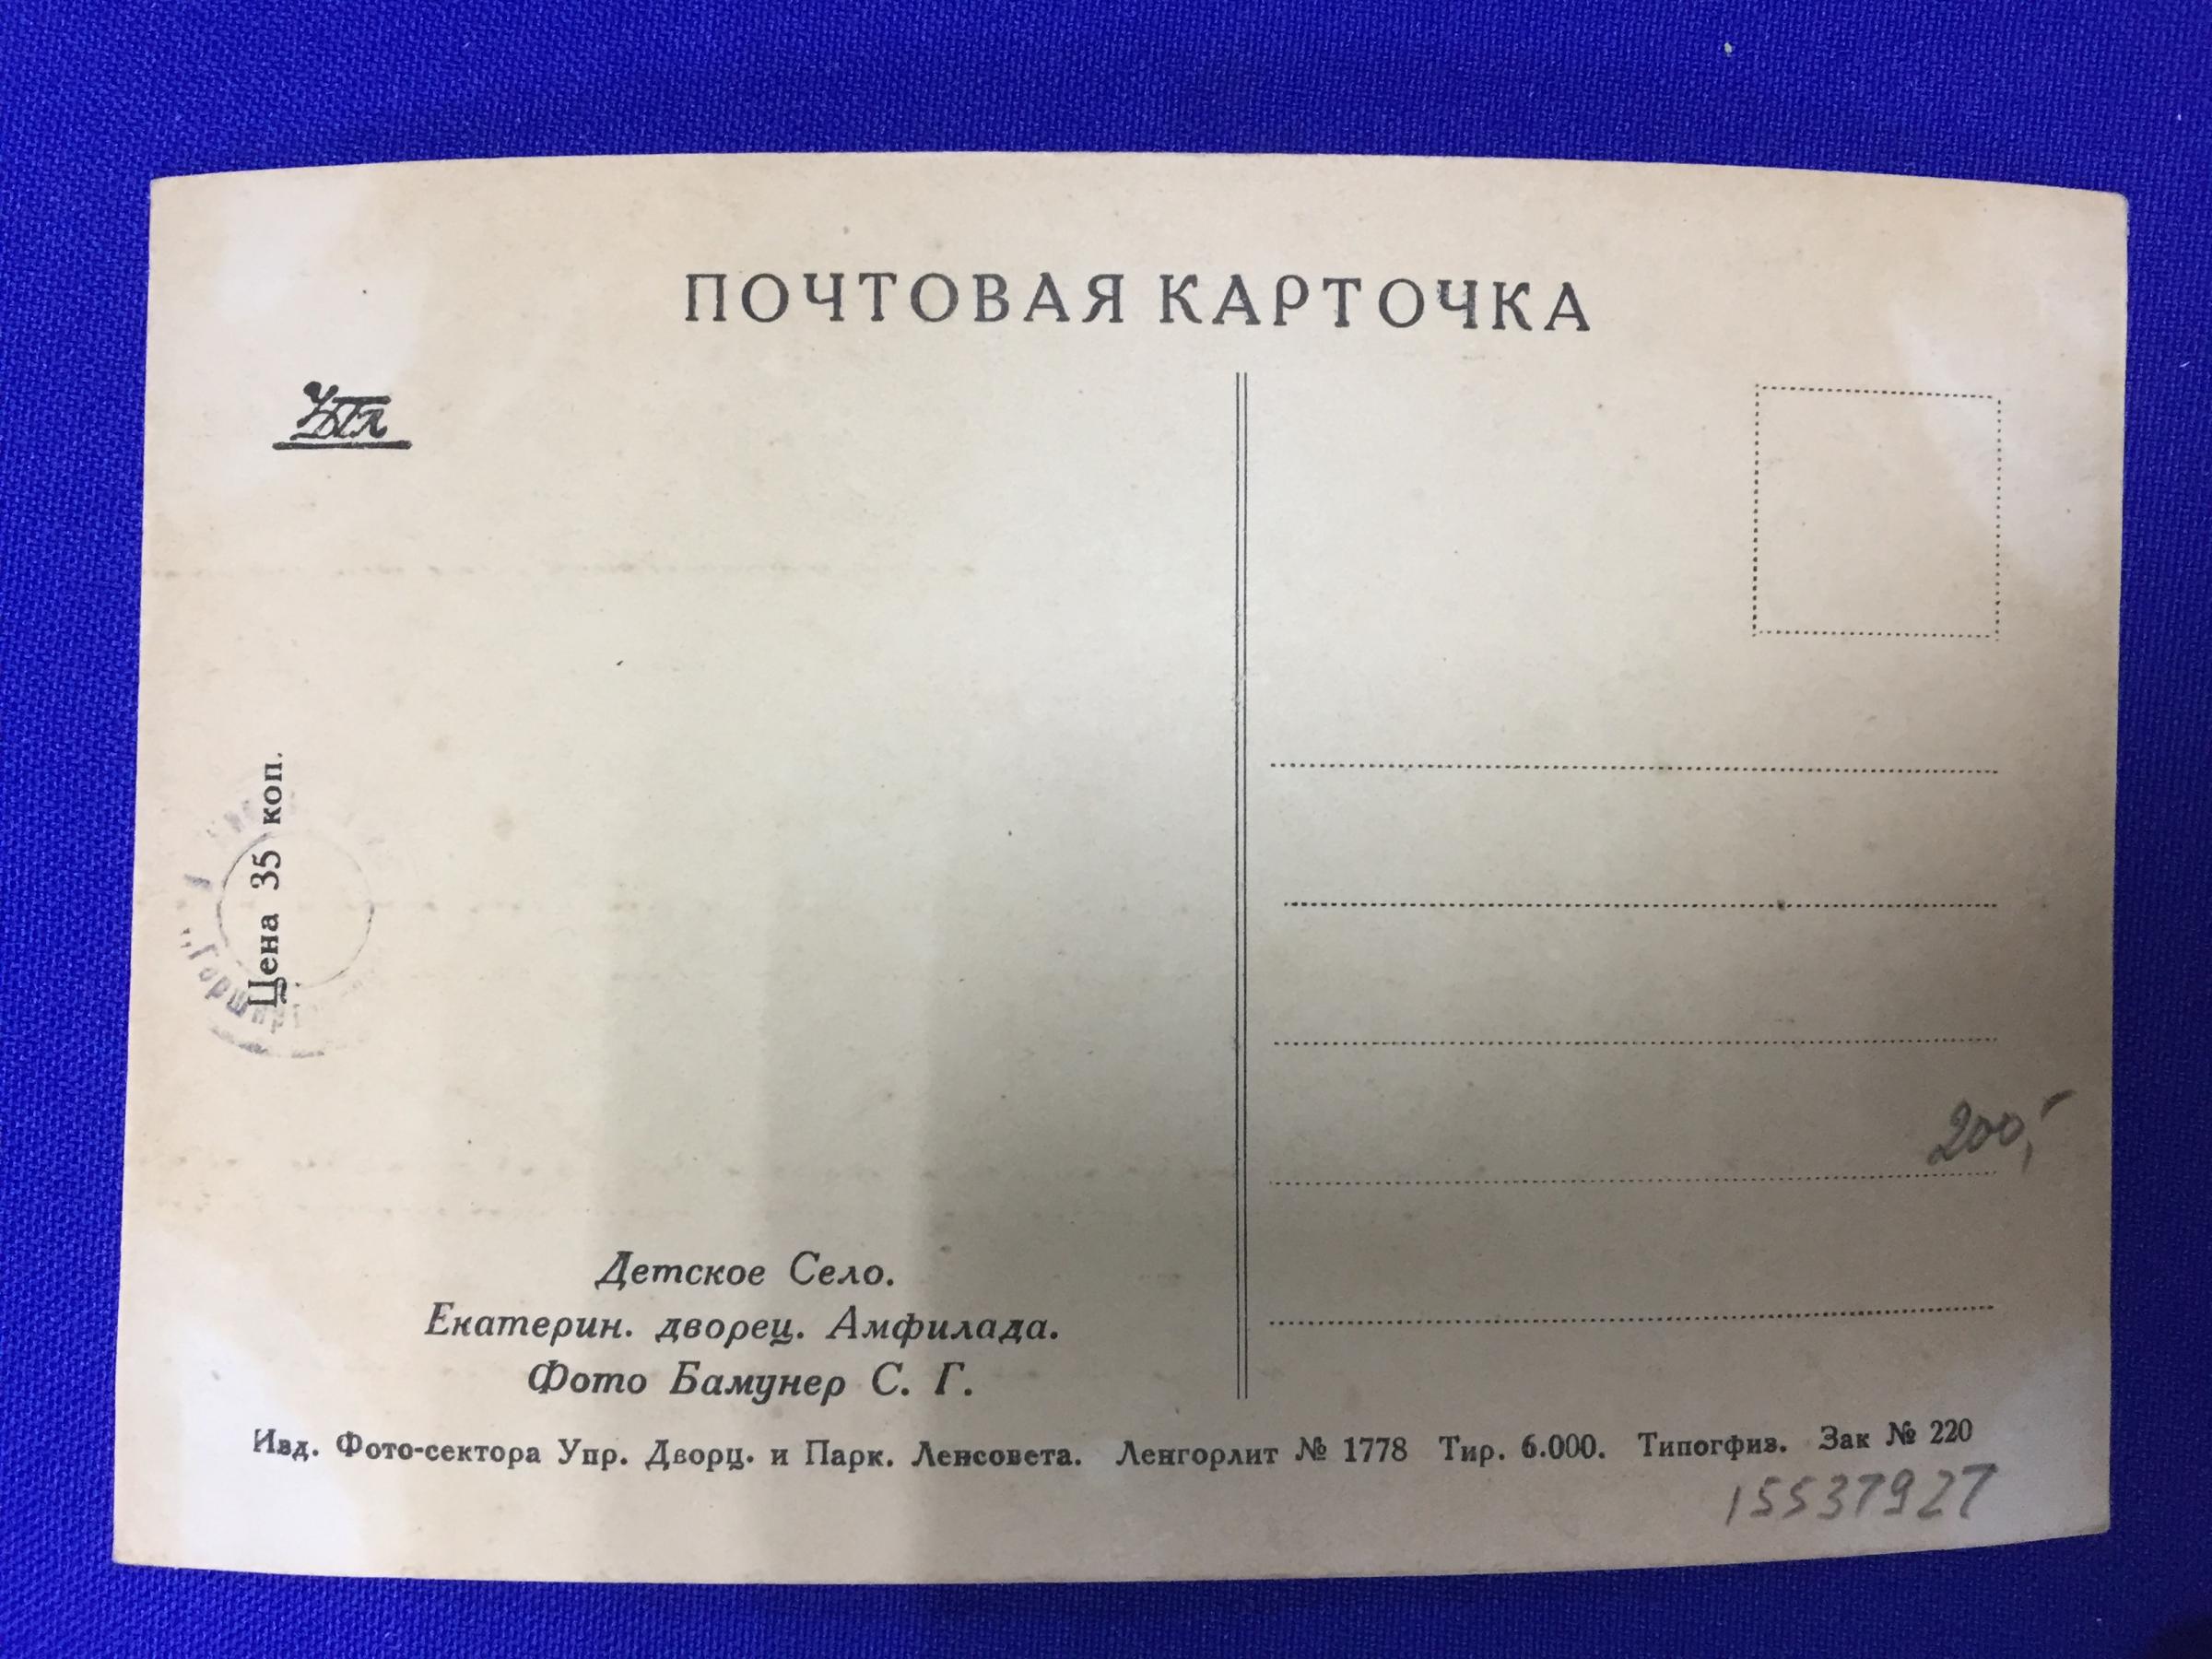 ПОЧТОВАЯ КАРТОЧКА
Цена 35 коп.
200,-
Детское Село.
Екатерин. дворец. Амфилада.
Фото Бамунер С. Г.
Изд. Фото-сектора Упр. Дворц. и Парк. Ленсовета. Ленгорлит № 1778 Тир. 6.000. Типогфиз. Зак № 220
15537927